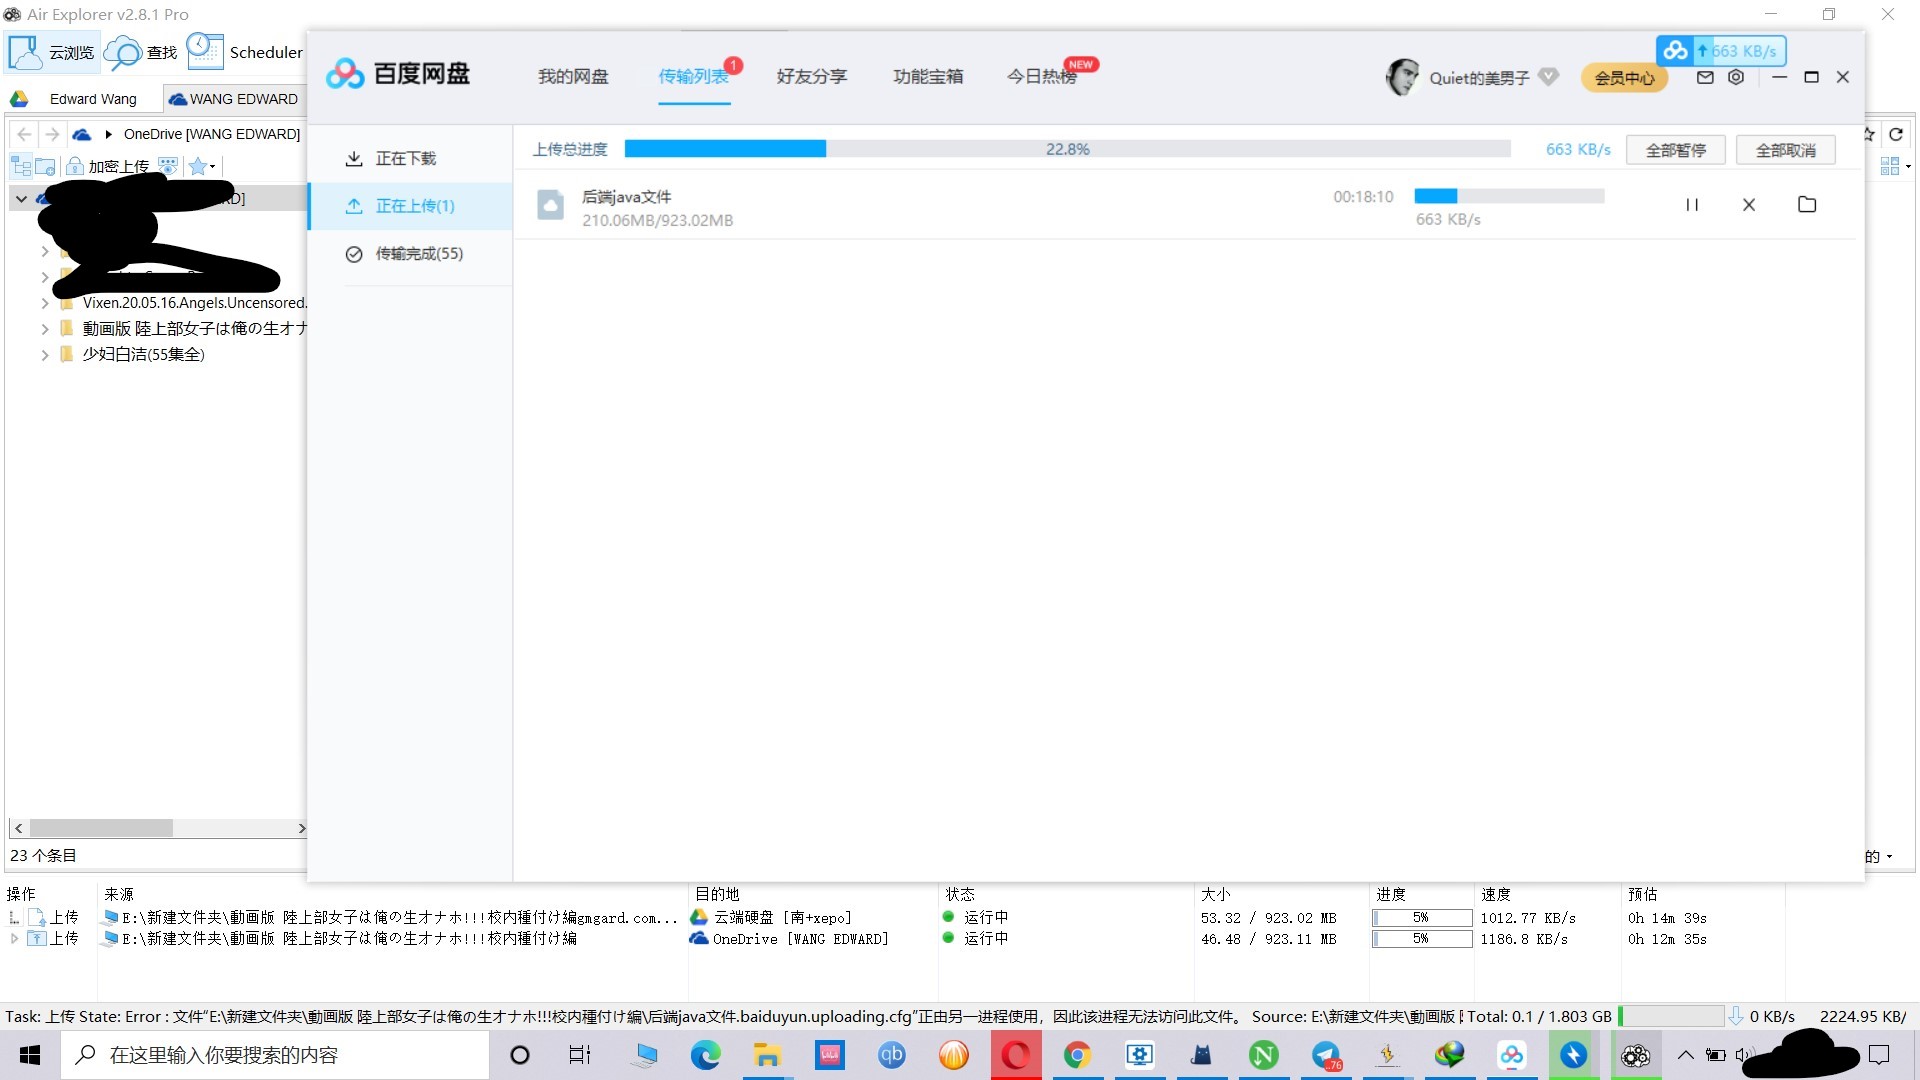 Air Explorer v2.8.1 Pro
云浏览
查找
Scheduler
Edward Wang
WANG EDWARD
OneDrive [WANG EDWARD]
加密上传
Vixen.20.05.16.Angels.Uncensored.
動画版 陸上部女子は俺の生オナ
少妇白洁(55集全)
23 个条目
百度网盘
我的网盘
传输列表
1
好友分享
功能宝箱
今日热榜
NEW
Quiet的美男子
会员中心
663 KB/s
正在下载
正在上传(1)
传输完成(55)
上传总进度
22.8%
663 KB/s
全部暂停
全部取消
后端java文件
210.06MB/923.02MB
00:18:10
663 KB/s
的
操作 来源 目的地 状态 大小 进度 速度 预估
上传 E:\新建文件夹\動画版 陸上部女子は俺の生オナホ!!!校内種付け編gmgard.com... 云端硬盘 [南+xepo] 运行中 53.32 / 923.02 MB 5% 1012.77 KB/s 0h 14m 39s
上传 E:\新建文件夹\動画版 陸上部女子は俺の生オナホ!!!校内種付け編 OneDrive [WANG EDWARD] 运行中 46.48 / 923.11 MB 5% 1186.8 KB/s 0h 12m 35s
Task: 上传 State: Error : 文件“E:\新建文件夹\動画版 陸上部女子は俺の生オナホ!!!校内種付け編\后端java文件.baiduyun.uploading.cfg”正由另一进程使用，因此该进程无法访问此文件。 Source: E:\新建文件夹\動画版 Total: 0.1 / 1.803 GB 0 KB/s 2224.95 KB/
在这里输入你要搜索的内容
qb
N
76